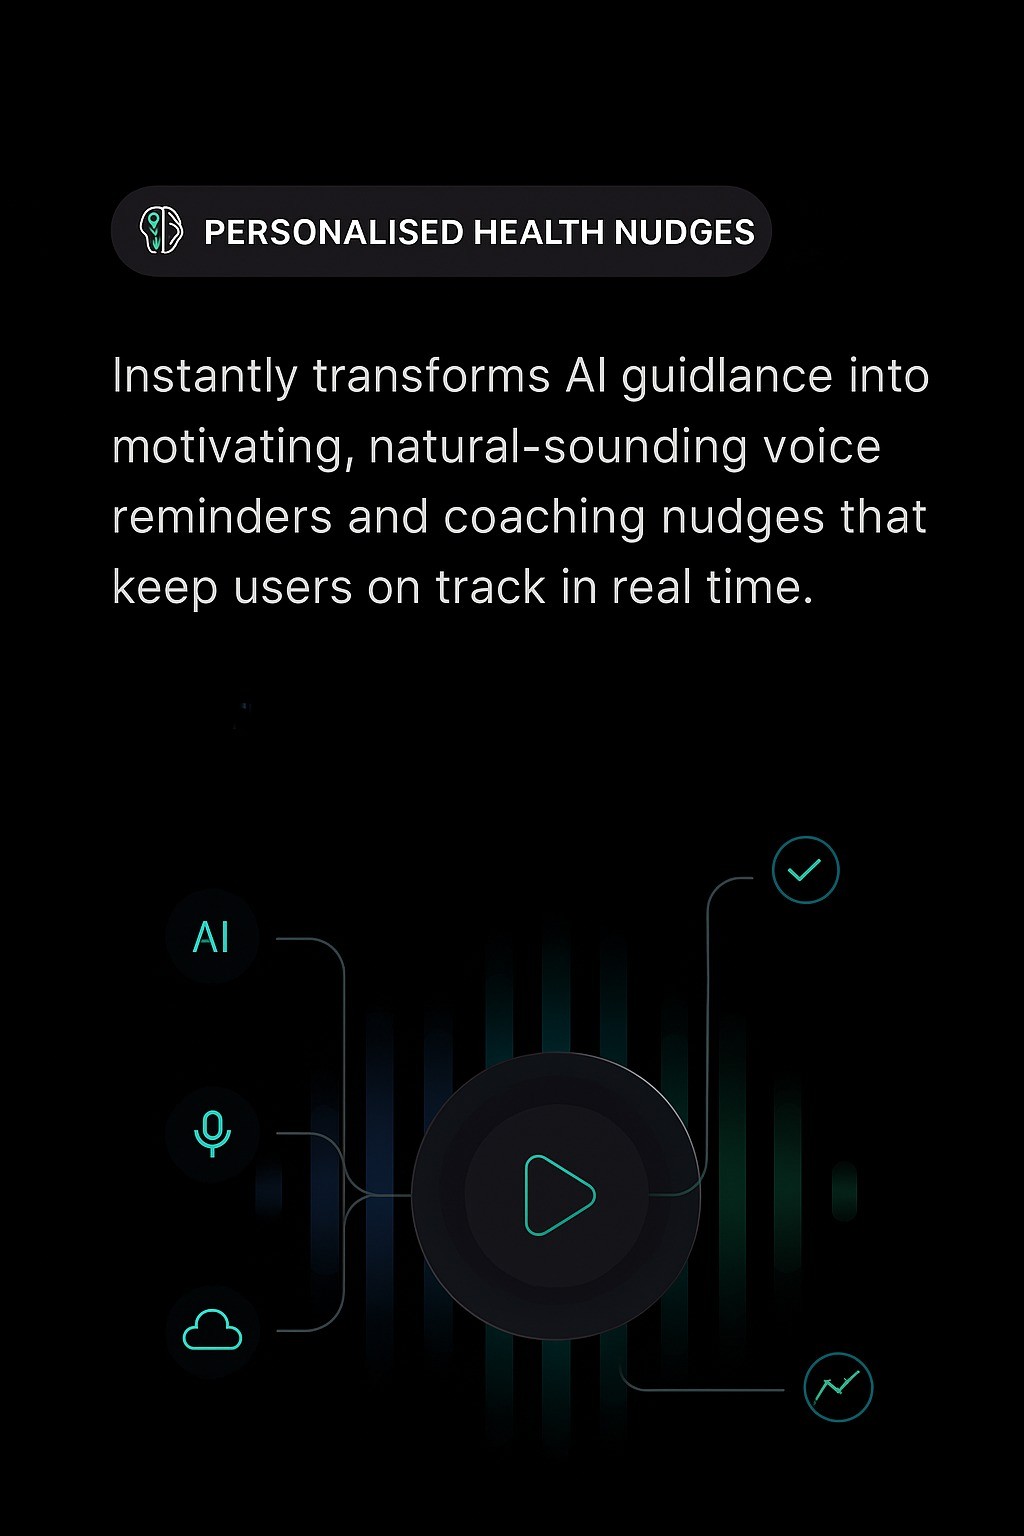 PERSONALISED HEALTH NUDGES
Instantly transforms AI guidlance into
motivating, natural-sounding voice
reminders and coaching nudges that
keep users on track in real time.
AI